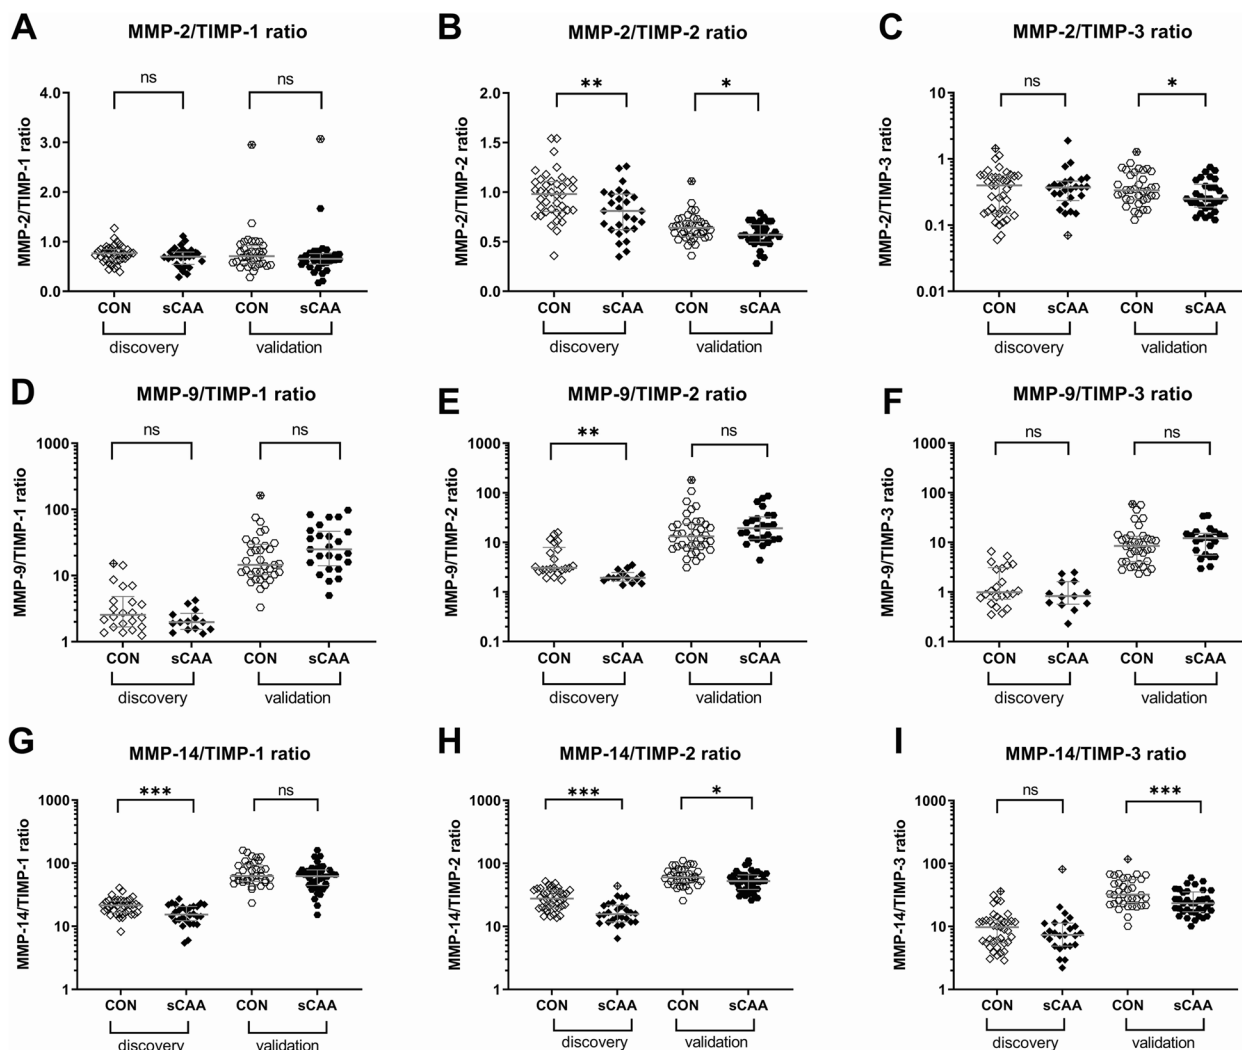 A
MMP-2/TIMP-1 ratio
ns
ns
4.0
3.0
2.0
1.0
0.0
MMP-2/TIMP-1 ratio
CON
sCAA
CON
sCAA
discovery
validation
B
MMP-2/TIMP-2 ratio
**
*
2.0
1.5
1.0
0.5
0.0
MMP-2/TIMP-2 ratio
CON
sCAA
CON
sCAA
discovery
validation
C
MMP-2/TIMP-3 ratio
ns
*
10
1
0.1
0.01
MMP-2/TIMP-3 ratio
CON
sCAA
CON
sCAA
discovery
validation
D
MMP-9/TIMP-1 ratio
ns
ns
1000
100
10
1
MMP-9/TIMP-1 ratio
CON
sCAA
CON
sCAA
discovery
validation
E
MMP-9/TIMP-2 ratio
**
ns
1000
100
10
1
0.1
MMP-9/TIMP-2 ratio
CON
sCAA
CON
sCAA
discovery
validation
F
MMP-9/TIMP-3 ratio
ns
ns
1000
100
10
1
0.1
MMP-9/TIMP-3 ratio
CON
sCAA
CON
sCAA
discovery
validation
G
MMP-14/TIMP-1 ratio
***
ns
1000
100
10
1
MMP-14/TIMP-1 ratio
CON
sCAA
CON
sCAA
discovery
validation
H
MMP-14/TIMP-2 ratio
***
*
1000
100
10
1
MMP-14/TIMP-2 ratio
CON
sCAA
CON
sCAA
discovery
validation
I
MMP-14/TIMP-3 ratio
ns
***
1000
100
10
1
MMP-14/TIMP-3 ratio
CON
sCAA
CON
sCAA
discovery
validation